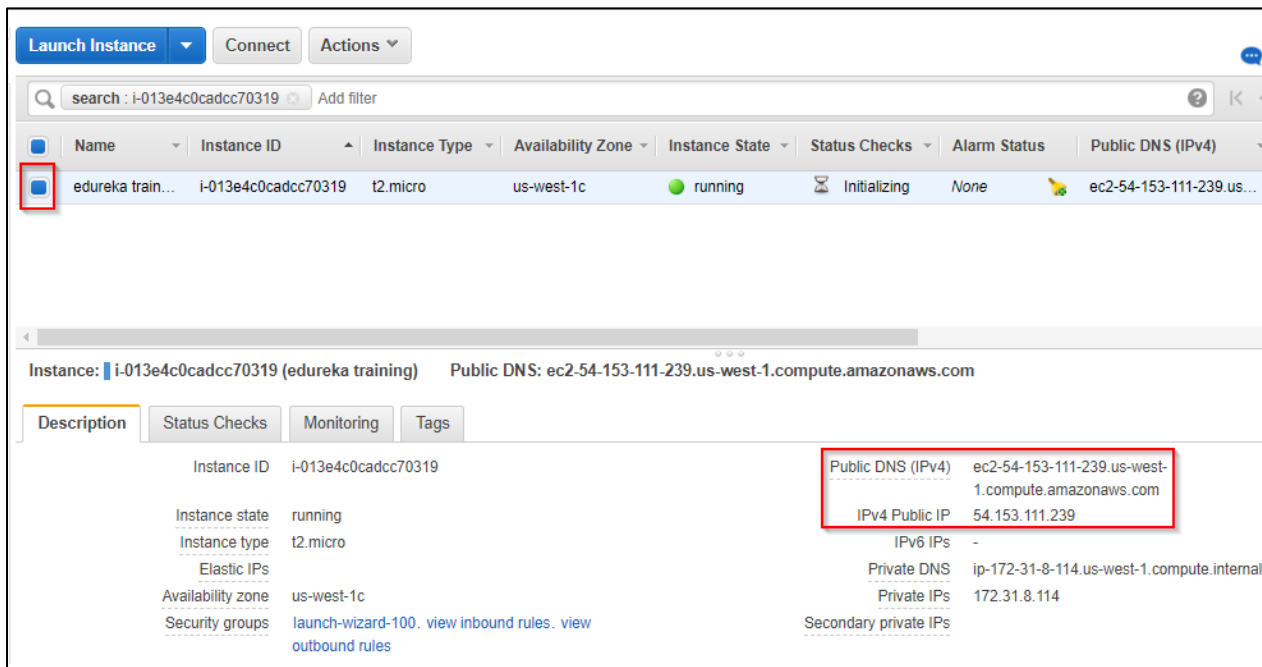 Launch Instance Connect Actions
search : i-013e4c0cadcc70319 Add filter
Name Instance ID Instance Type Availability Zone Instance State Status Checks Alarm Status Public DNS (IPv4)
edureka train... i-013e4c0cadcc70319 t2.micro us-west-1c running Initializing None ec2-54-153-111-239.us...
Instance: i-013e4c0cadcc70319 (edureka training) Public DNS: ec2-54-153-111-239.us-west-1.compute.amazonaws.com
Description Status Checks Monitoring Tags
Instance ID i-013e4c0cadcc70319 Public DNS (IPv4) ec2-54-153-111-239.us-west-
1.compute.amazonaws.com
Instance state running IPv4 Public IP 54.153.111.239
Instance type t2.micro IPv6 IPs -
Elastic IPs Private DNS ip-172-31-8-114.us-west-1.compute.internal
Availability zone us-west-1c Private IPs 172.31.8.114
Security groups launch-wizard-100. view inbound rules. view Secondary private IPs
outbound rules